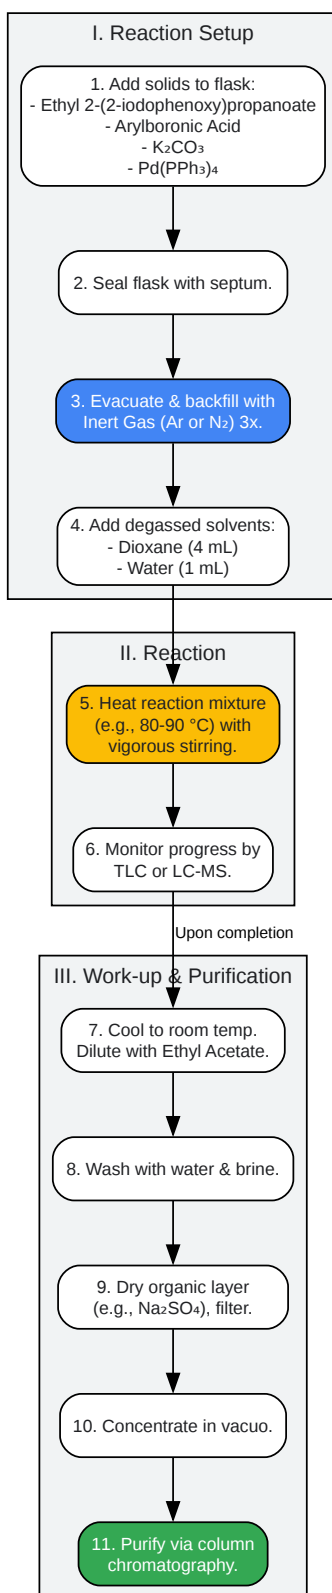 I. Reaction Setup
1. Add solids to flask:
- Ethyl 2-(2-iodophenoxy)propanoate
- Arylboronic Acid
- K₂CO₃
- Pd(PPh₃)₄
2. Seal flask with septum.
3. Evacuate & backfill with
Inert Gas (Ar or N₂) 3x.
4. Add degassed solvents:
- Dioxane (4 mL)
- Water (1 mL)
II. Reaction
5. Heat reaction mixture
(e.g., 80-90 °C) with
vigorous stirring.
6. Monitor progress by
TLC or LC-MS.
Upon completion
III. Work-up & Purification
7. Cool to room temp.
Dilute with Ethyl Acetate.
8. Wash with water & brine.
9. Dry organic layer
(e.g., Na₂SO₄), filter.
10. Concentrate in vacuo.
11. Purify via column
chromatography.